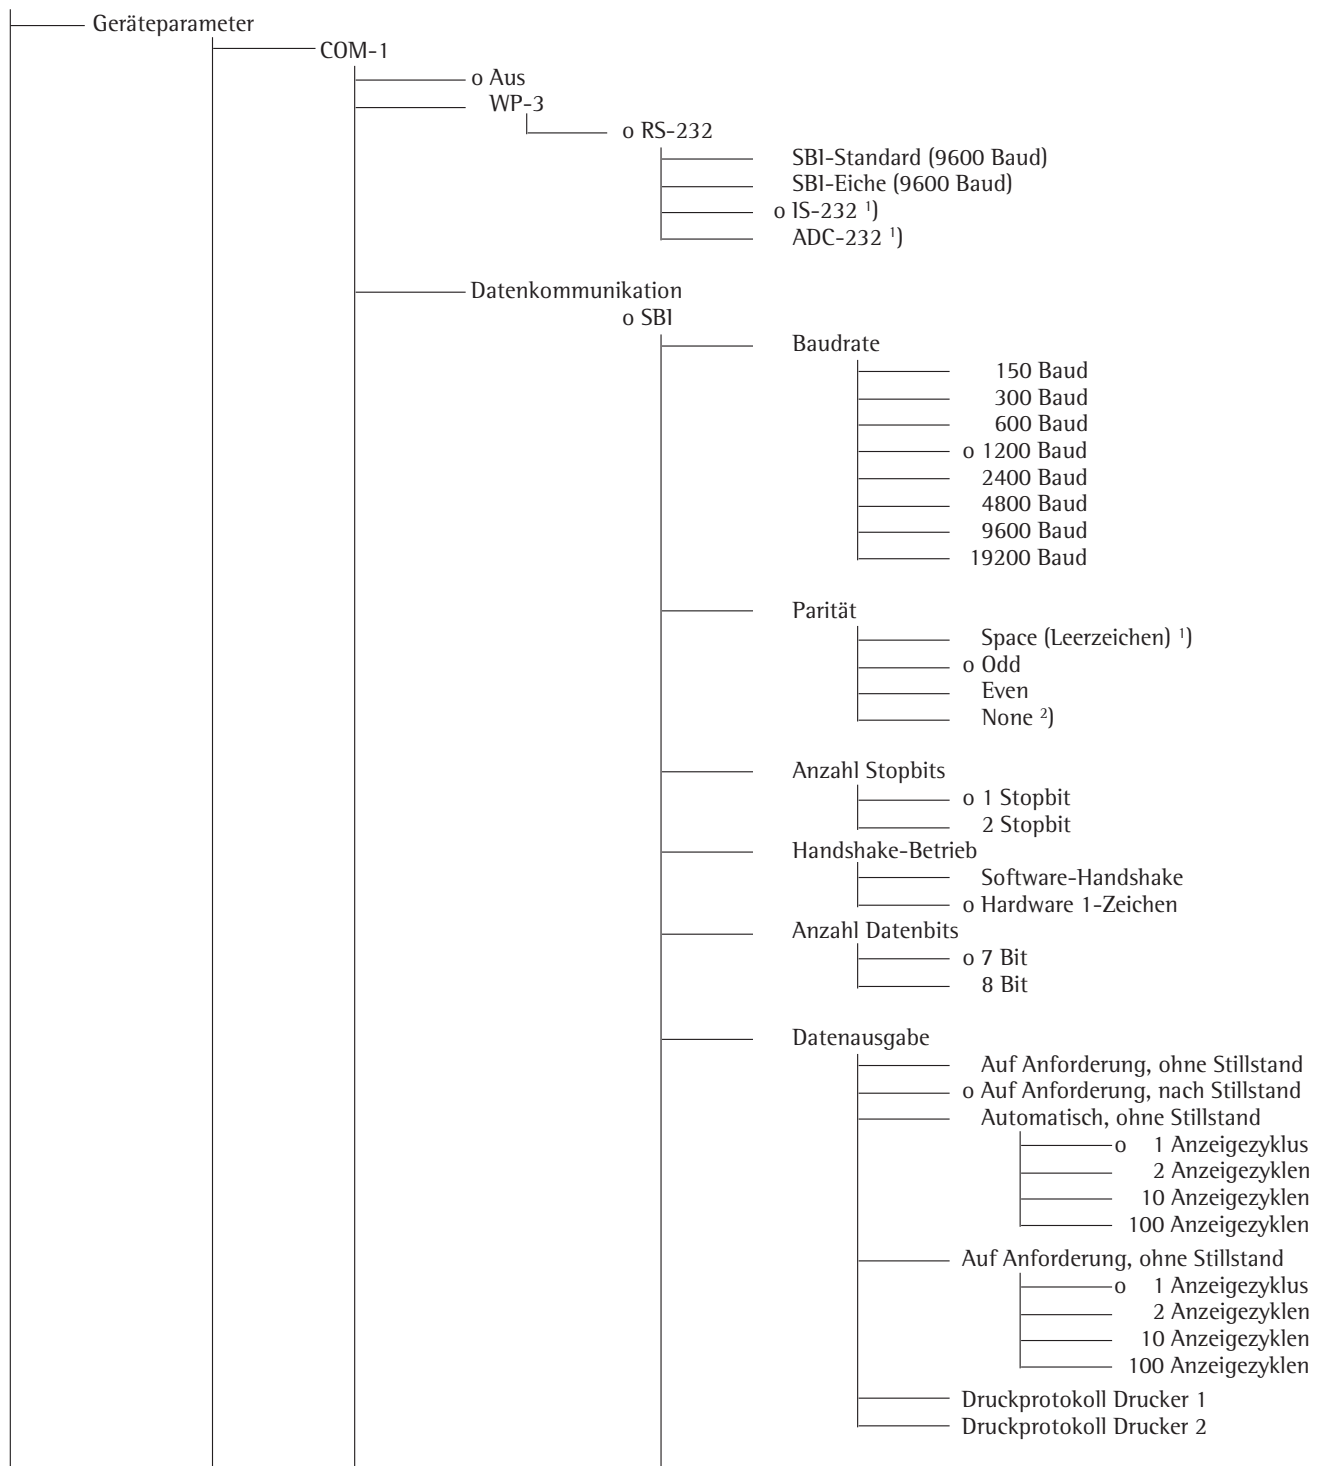 Geräteparameter
COM-1
o Aus
WP-3
o RS-232
SBI-Standard (9600 Baud)
SBI-Eiche (9600 Baud)
o IS-232 ¹)
ADC-232 ¹)
Datenkommunikation
o SBI
Baudrate
150 Baud
300 Baud
600 Baud
o 1200 Baud
2400 Baud
4800 Baud
9600 Baud
19200 Baud
Parität
Space (Leerzeichen) ¹)
o Odd
Even
None ²)
Anzahl Stopbits
o 1 Stopbit
2 Stopbit
Handshake-Betrieb
Software-Handshake
o Hardware 1-Zeichen
Anzahl Datenbits
o 7 Bit
8 Bit
Datenausgabe
Auf Anforderung, ohne Stillstand
o Auf Anforderung, nach Stillstand
Automatisch, ohne Stillstand
o 1 Anzeigezyklus
2 Anzeigezyklen
10 Anzeigezyklen
100 Anzeigezyklen
Auf Anforderung, ohne Stillstand
o 1 Anzeigezyklus
2 Anzeigezyklen
10 Anzeigezyklen
100 Anzeigezyklen
Druckprotokoll Drucker 1
Druckprotokoll Drucker 2